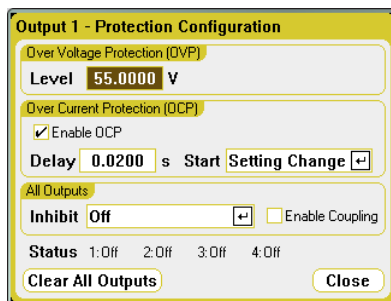 Output 1 - Protection Configuration
Over Voltage Protection (OVP)
Level 55.0000 V
Over Current Protection (OCP)
Enable OCP
Delay 0.0200 s Start Setting Change
All Outputs
Inhibit Off Enable Coupling
Status 1:Off 2:Off 3:Off 4:Off
Clear All Outputs Close